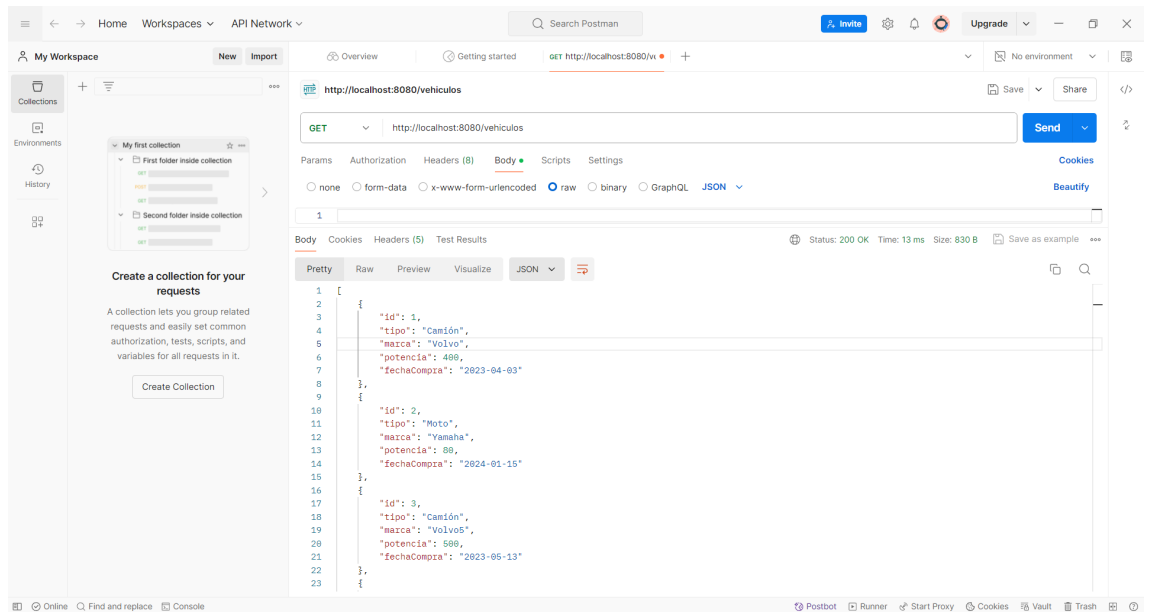 Home Workspaces API Network Search Postman Invite Upgrade
My Workspace New Import Overview Getting started GET http://localhost:8080/ve No environment
Collections
Environments
History
My first collection
First folder inside collection
GET
POST
GET
Second folder inside collection
GET
GET
Create a collection for your
requests
A collection lets you group related
requests and easily set common
authorization, tests, scripts, and
variables for all requests in it.
Create Collection
HTTP http://localhost:8080/vehiculos Save Share
GET http://localhost:8080/vehiculos Send
Params Authorization Headers (8) Body Scripts Settings Cookies
none form-data x-www-form-urlencoded raw binary GraphQL JSON Beautify
1
Body Cookies Headers (5) Test Results Status: 200 OK Time: 13 ms Size: 830 B Save as example
Pretty Raw Preview Visualize JSON
1 [
2 {
3 "id": 1,
4 "tipo": "Camión",
5 "marca": "Volvo",
6 "potencia": 400,
7 "fechaCompra": "2023-04-03"
8 },
9 {
10 "id": 2,
11 "tipo": "Moto",
12 "marca": "Yamaha",
13 "potencia": 80,
14 "fechaCompra": "2024-01-15"
15 },
16 {
17 "id": 3,
18 "tipo": "Camión",
19 "marca": "Volvo5",
20 "potencia": 500,
21 "fechaCompra": "2023-05-13"
22 },
23 {
Online Find and replace Console Postbot Runner Start Proxy Cookies Vault Trash